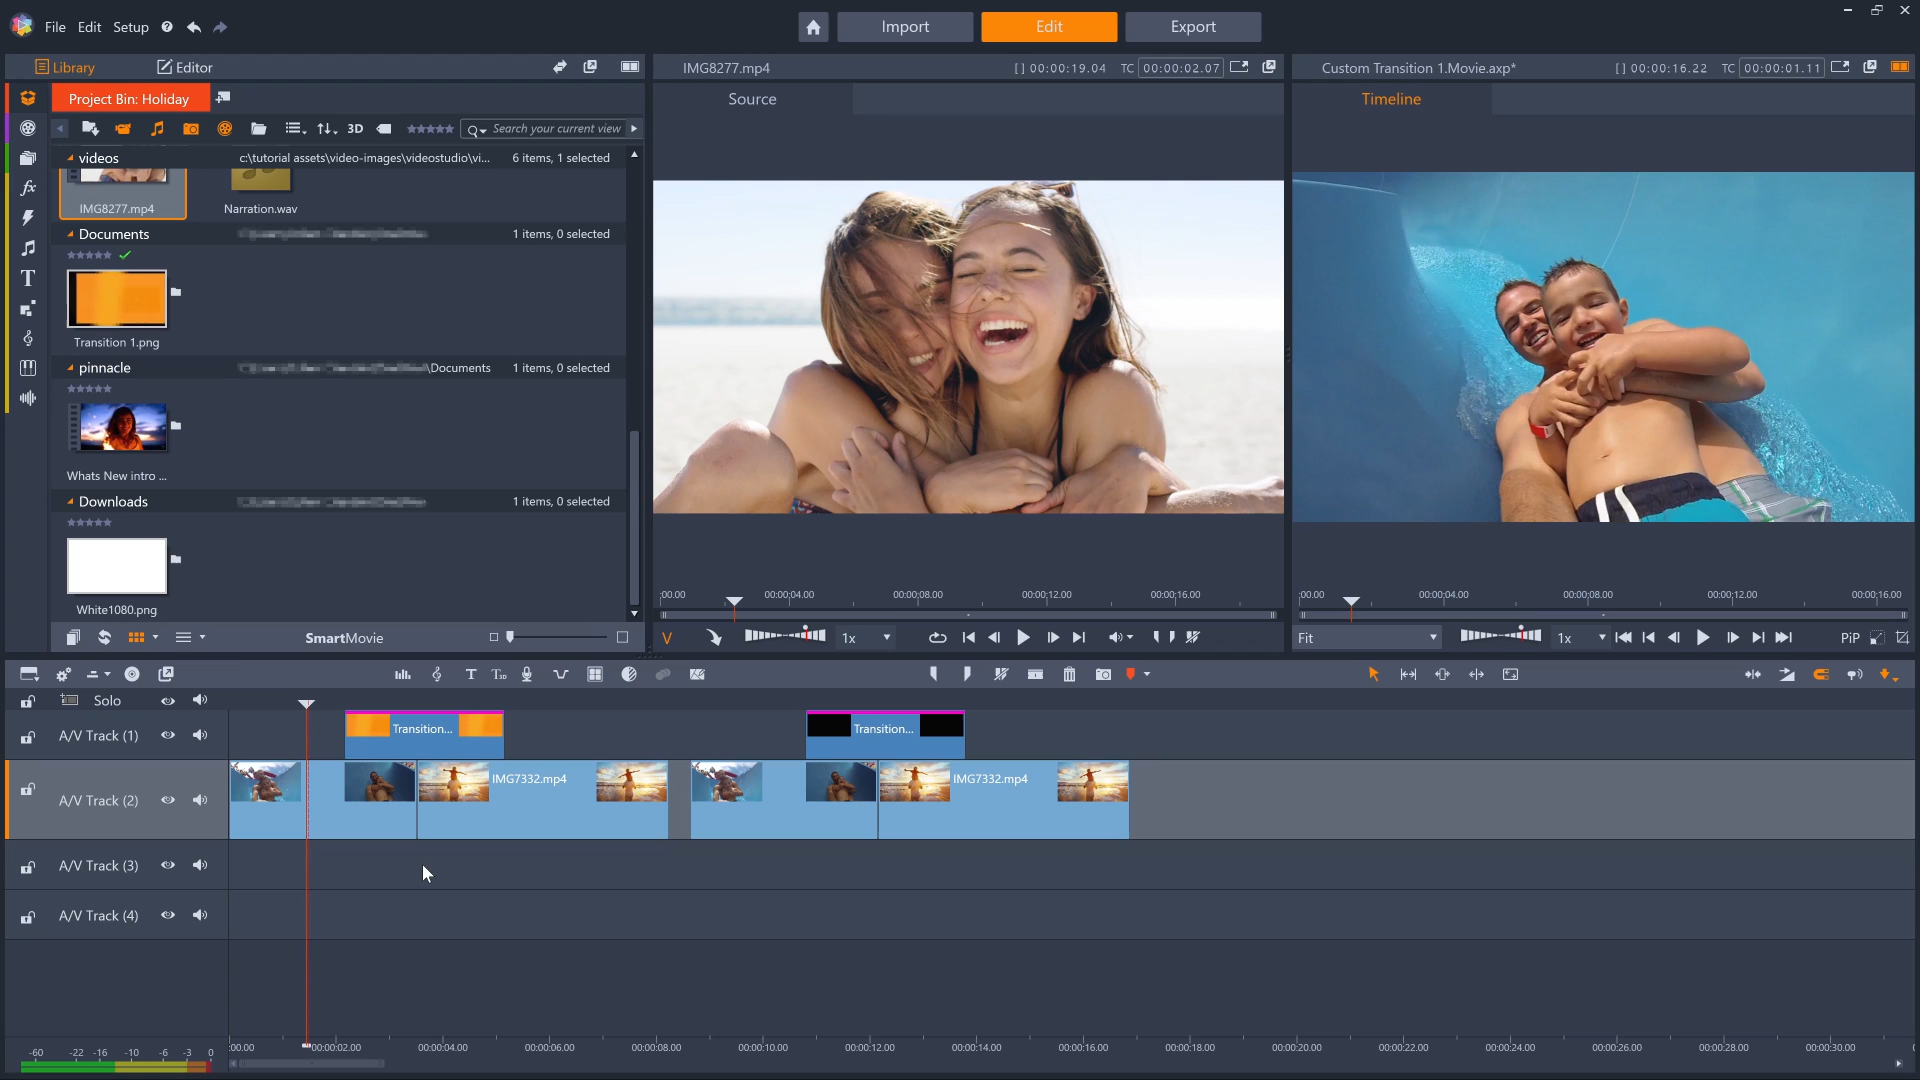 File Edit Setup
Import Edit Export
Library Editor
IMG8277.mp4 [ ] 00:00:19.04 TC 00:00:02.07
Custom Transition 1.Movie.axp* [ ] 00:00:16.22 TC 00:00:01.11
Project Bin: Holiday
Source
Timeline
3D
Search your current view
videos c:\tutorial assets\video-images\videostudio\vi... 6 items, 1 selected
IMG8277.mp4
Narration.wav
Documents 1 items, 0 selected
Transition 1.png
pinnacle \Documents 1 items, 0 selected
Whats New intro ...
Downloads 1 items, 0 selected
White1080.png
:00.00 00:00:04.00 00:00:08.00 00:00:12.00 00:00:16.00
:00.00 00:00:04.00 00:00:08.00 00:00:12.00 00:00:16.00
SmartMovie
V 1x
Fit 1x PiP
Solo
A/V Track (1)
Transition...
Transition...
A/V Track (2)
IMG7332.mp4
IMG7332.mp4
A/V Track (3)
A/V Track (4)
-60 -22 -16 -10 -6 -3 0
:00.00 00:00:02.00 00:00:04.00 00:00:06.00 00:00:08.00 00:00:10.00 00:00:12.00 00:00:14.00 00:00:16.00 00:00:18.00 00:00:20.00 00:00:22.00 00:00:24.00 00:00:26.00 00:00:28.00 00:00:30.00